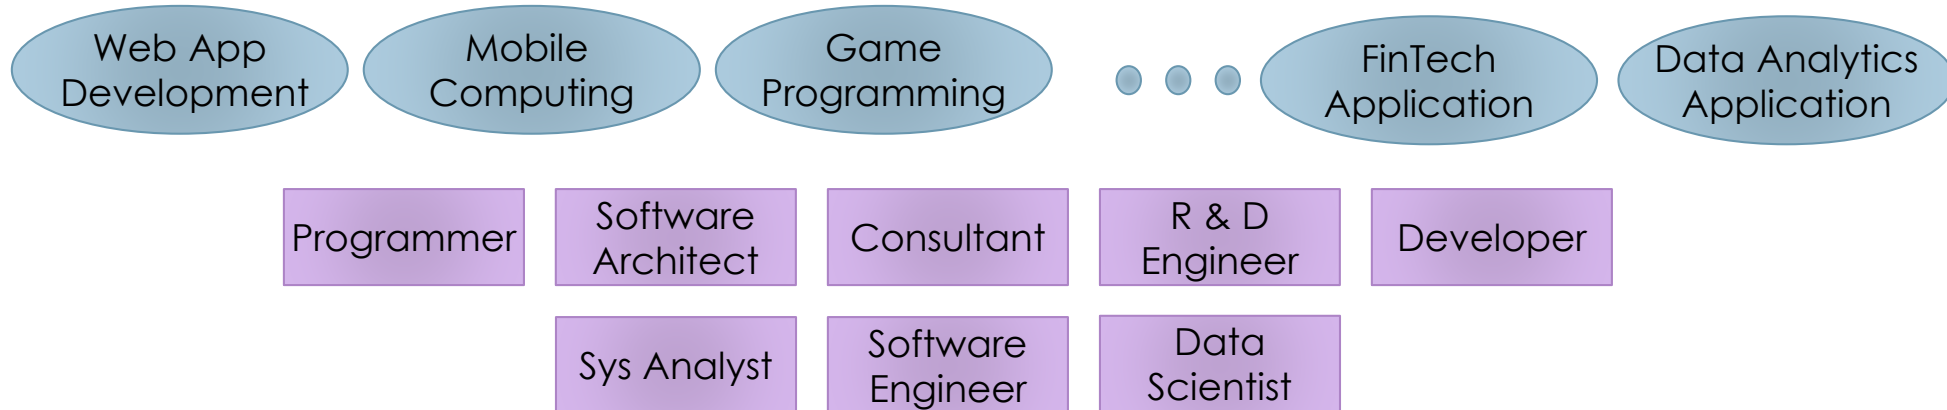 Web App
Development
Mobile
Computing
Game
Programming
FinTech
Application
Data Analytics
Application
Programmer
Software
Architect
Consultant
R & D
Engineer
Developer
Sys Analyst
Software
Engineer
Data
Scientist